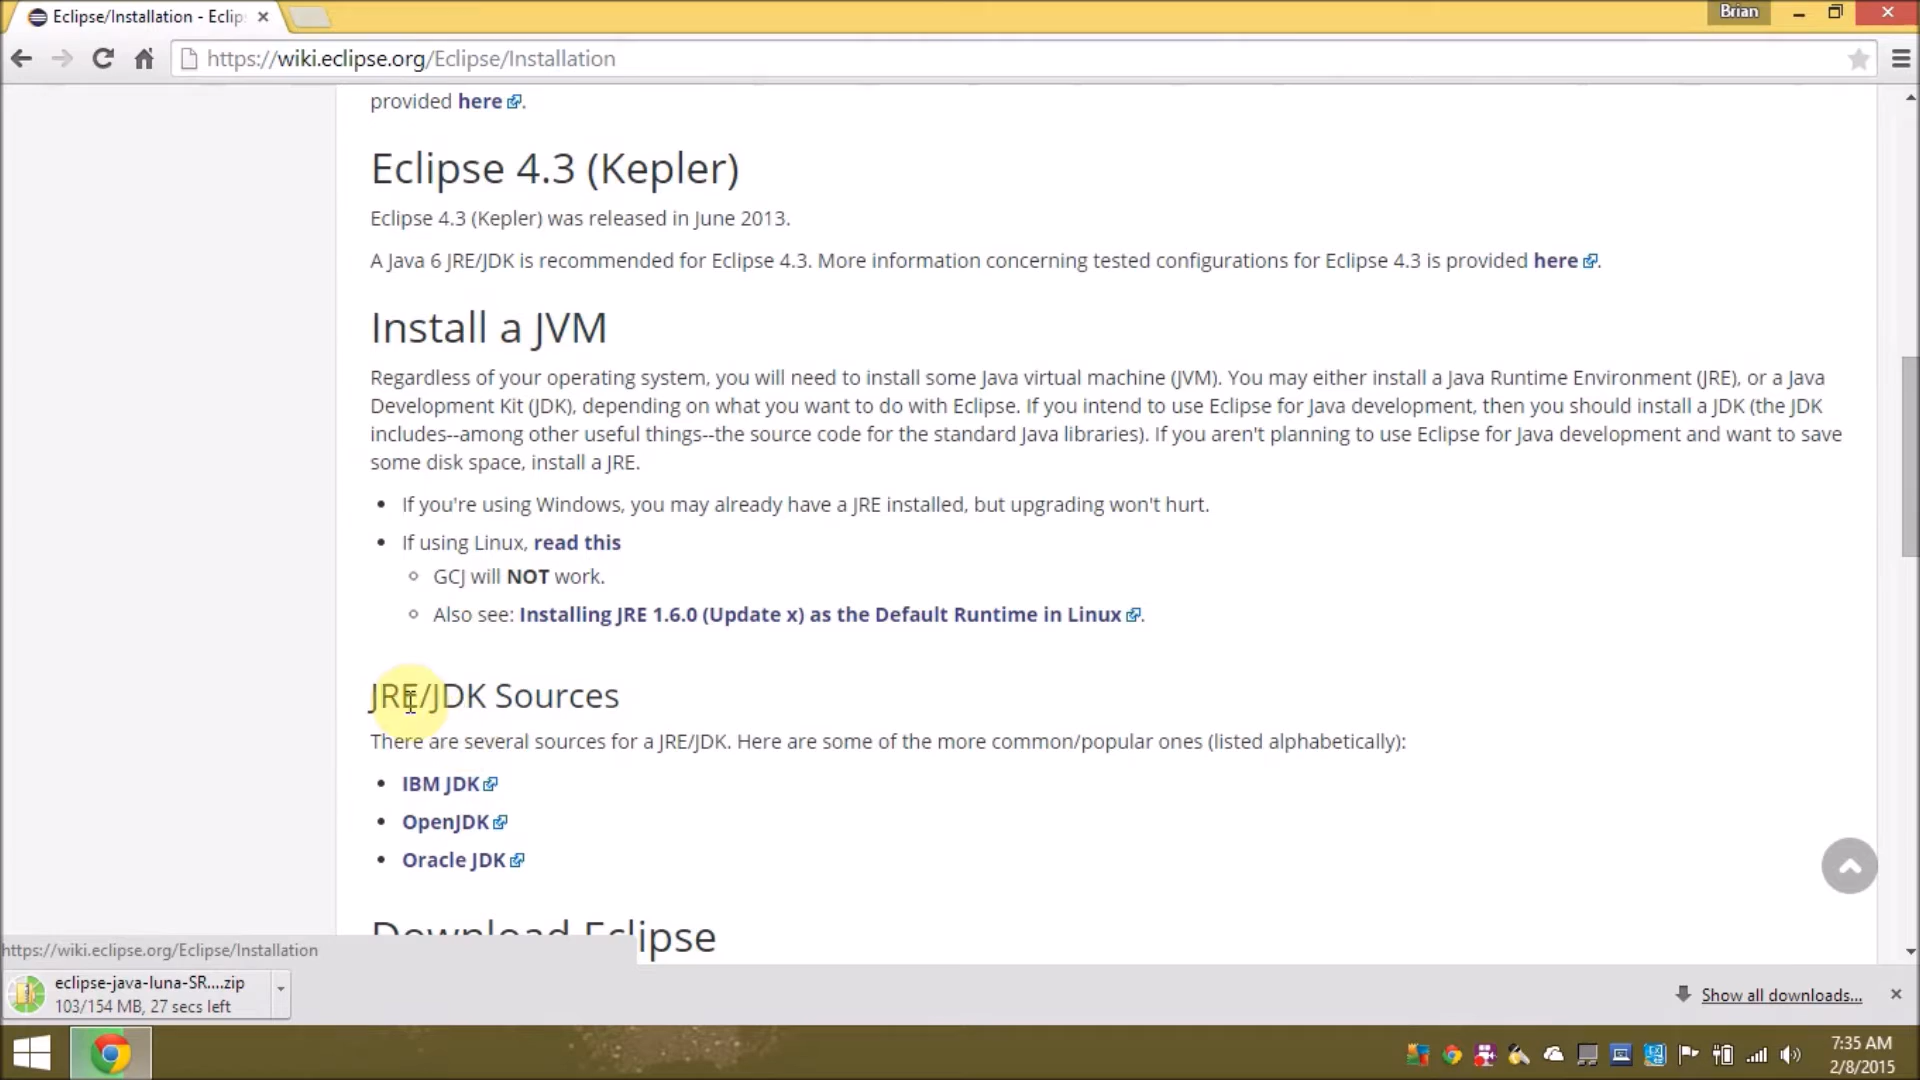 Eclipse/Installation - Eclip
Brian
https://wiki.eclipse.org/Eclipse/Installation
provided here.
Eclipse 4.3 (Kepler)
Eclipse 4.3 (Kepler) was released in June 2013.
A Java 6 JRE/JDK is recommended for Eclipse 4.3. More information concerning tested configurations for Eclipse 4.3 is provided here.
Install a JVM
Regardless of your operating system, you will need to install some Java virtual machine (JVM). You may either install a Java Runtime Environment (JRE), or a Java
Development Kit (JDK), depending on what you want to do with Eclipse. If you intend to use Eclipse for Java development, then you should install a JDK (the JDK
includes--among other useful things--the source code for the standard Java libraries). If you aren't planning to use Eclipse for Java development and want to save
some disk space, install a JRE.
• If you're using Windows, you may already have a JRE installed, but upgrading won't hurt.
• If using Linux, read this
◦ GCJ will NOT work.
◦ Also see: Installing JRE 1.6.0 (Update x) as the Default Runtime in Linux.
JRE/JDK Sources
There are several sources for a JRE/JDK. Here are some of the more common/popular ones (listed alphabetically):
• IBM JDK
• OpenJDK
• Oracle JDK
Download Eclipse
https://wiki.eclipse.org/Eclipse/Installation
eclipse-java-luna-SR....zip
103/154 MB, 27 secs left
Show all downloads...
7:35 AM
2/8/2015